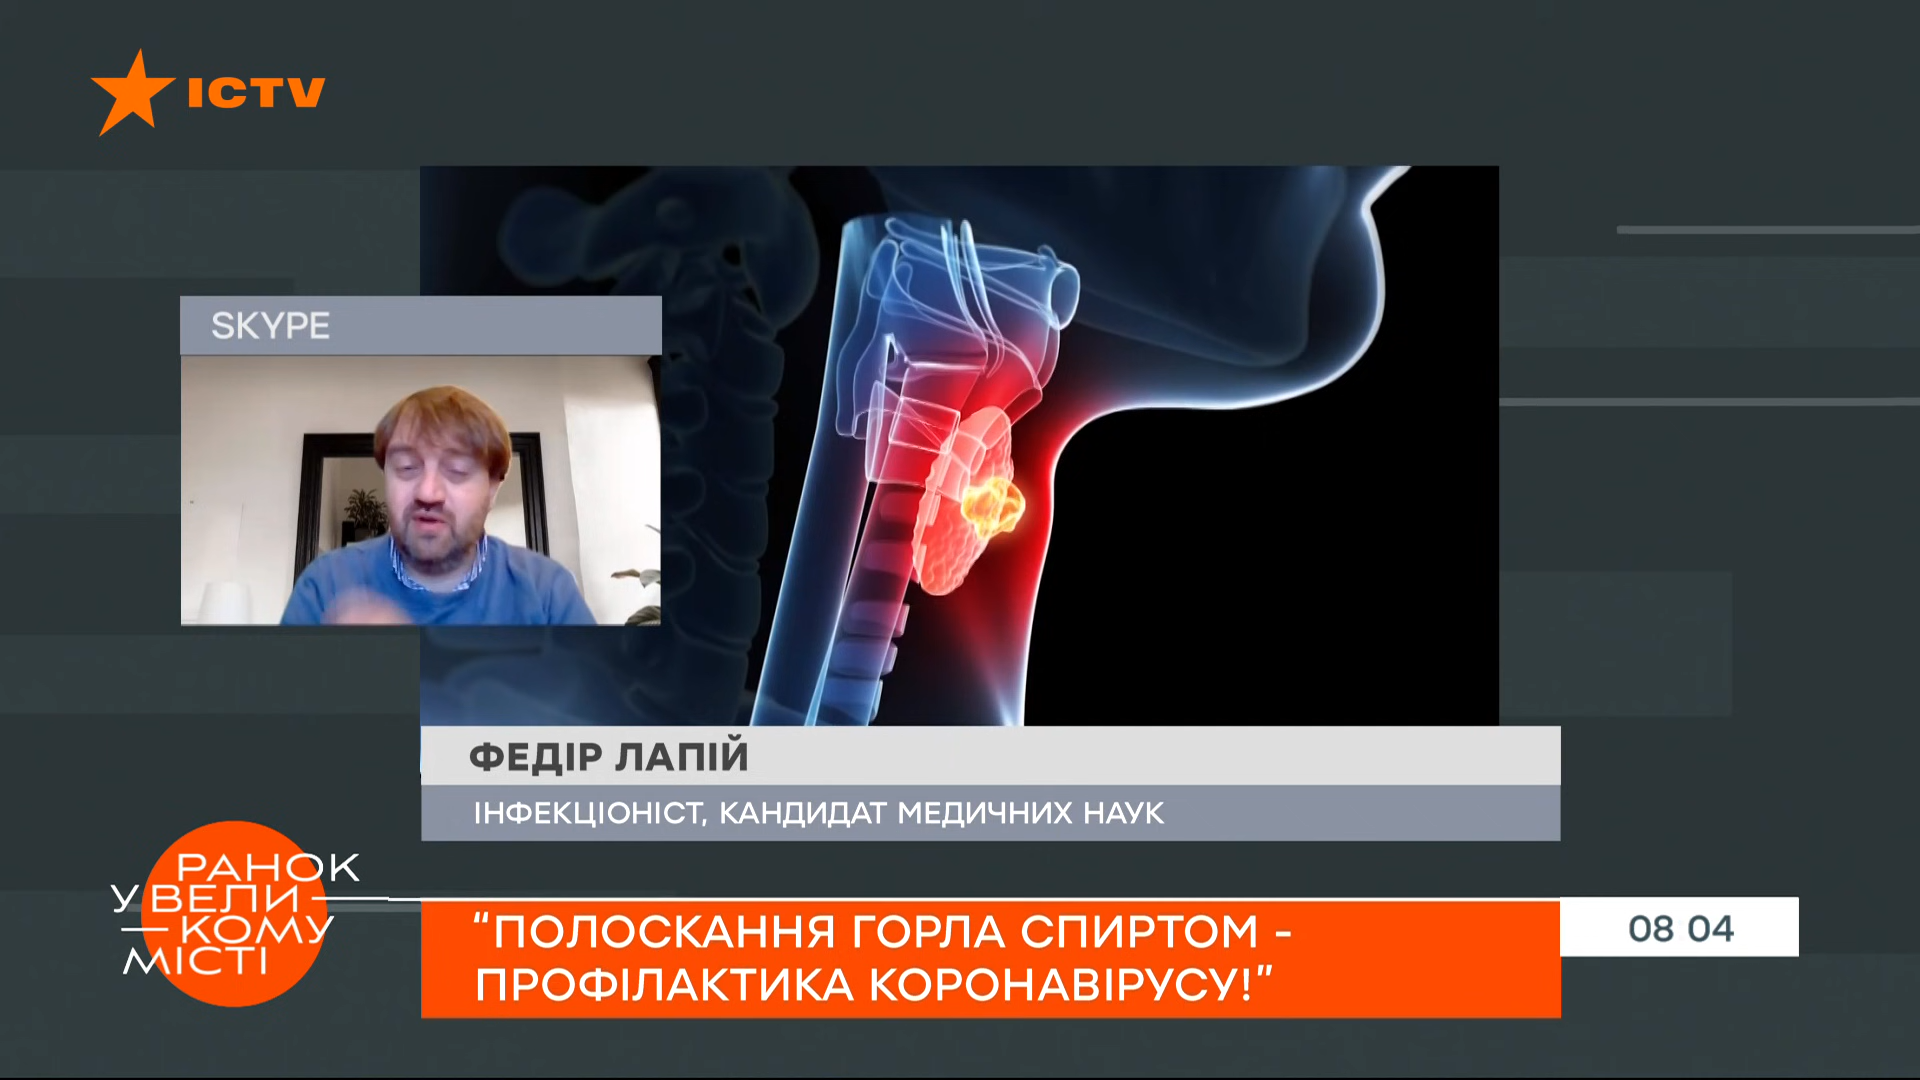 ICTV
SKYPE
ФЕДІР ЛАПІЙ
ІНФЕКЦІОНІСТ, КАНДИДАТ МЕДИЧНИХ НАУК
РАНОК
У ВЕЛИ—
—КОМУ
МІСТІ
“ПОЛОСКАННЯ ГОРЛА СПИРТОМ -
ПРОФІЛАКТИКА КОРОНАВІРУСУ!”
08 04